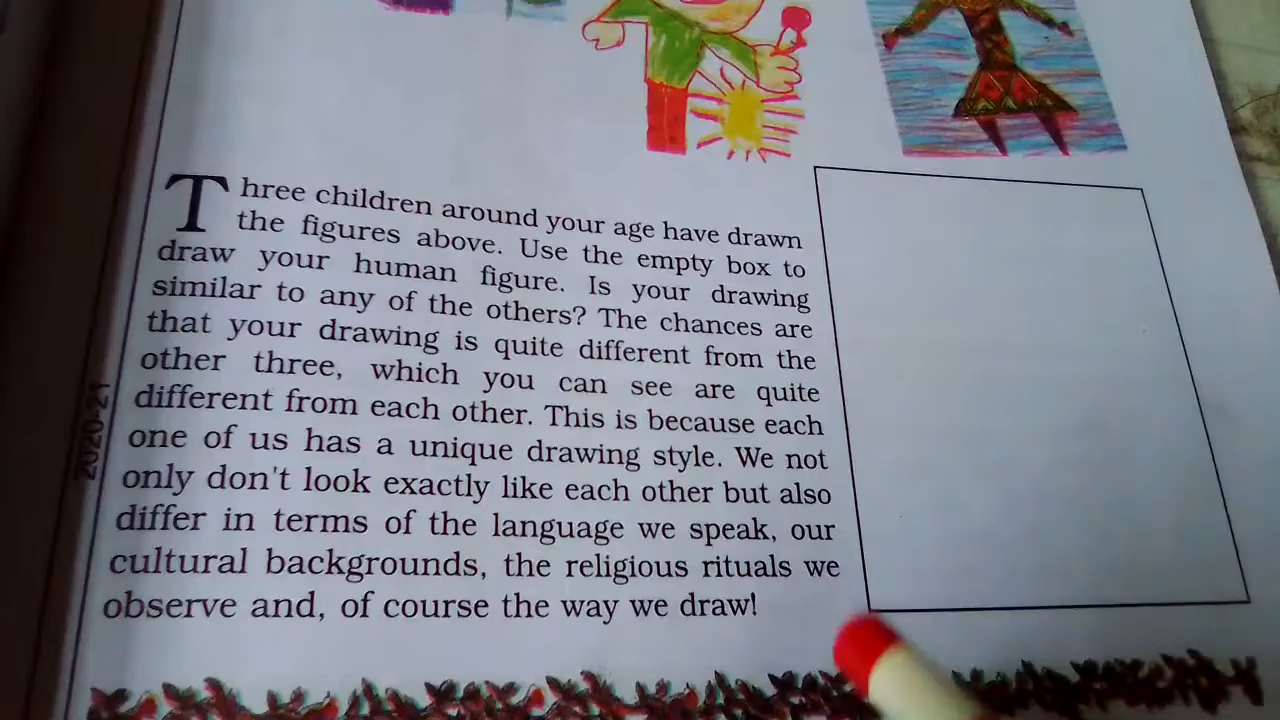 Three children around your age have drawn
the figures above. Use the empty box to
draw your human figure. Is your drawing
similar to any of the others? The chances are
that your drawing is quite different from the
other three, which you can see are quite
different from each other. This is because each
one of us has a unique drawing style. We not
only don't look exactly like each other but also
differ in terms of the language we speak, our
cultural backgrounds, the religious rituals we
observe and, of course the way we draw!
2020-21